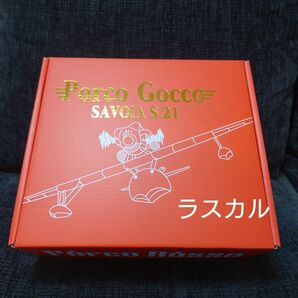 Porco Gocco
SAVOIA S.21
ラスカル
Porco Rosso